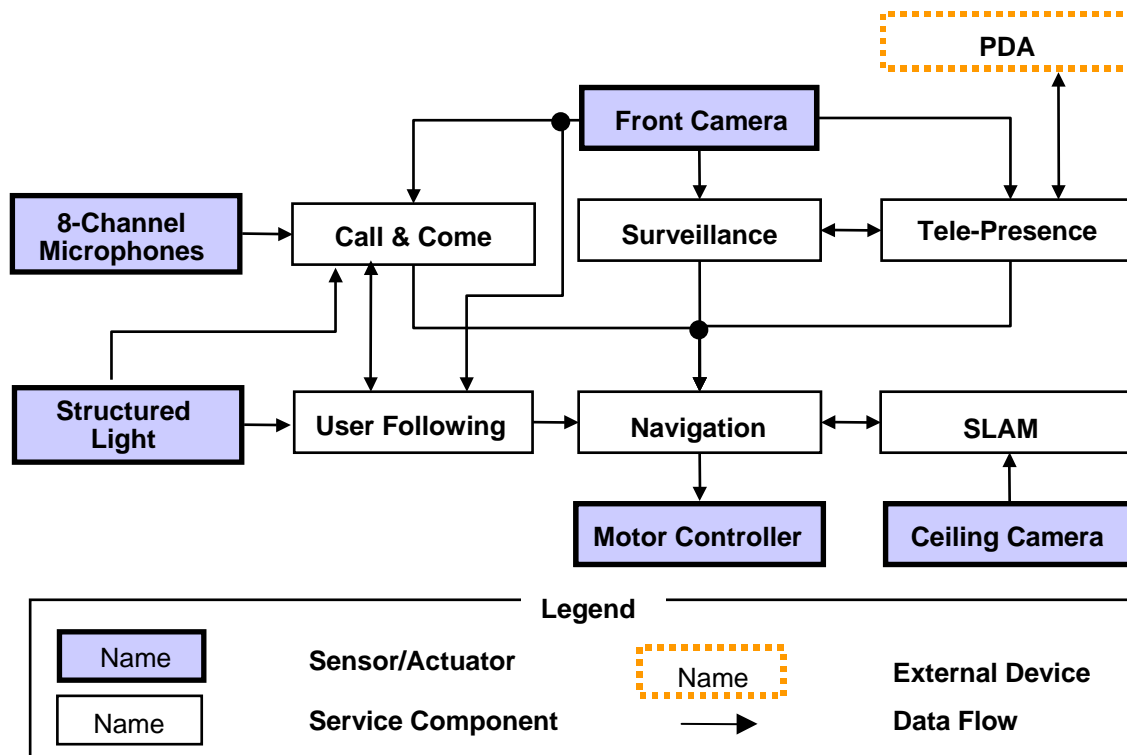 PDA
Front Camera
8-Channel
Microphones
Call & Come
Surveillance
Tele-Presence
Structured
Light
User Following
Navigation
SLAM
Motor Controller
Ceiling Camera
Legend
Name
Sensor/Actuator
Name
External Device
Name
Service Component
Data Flow